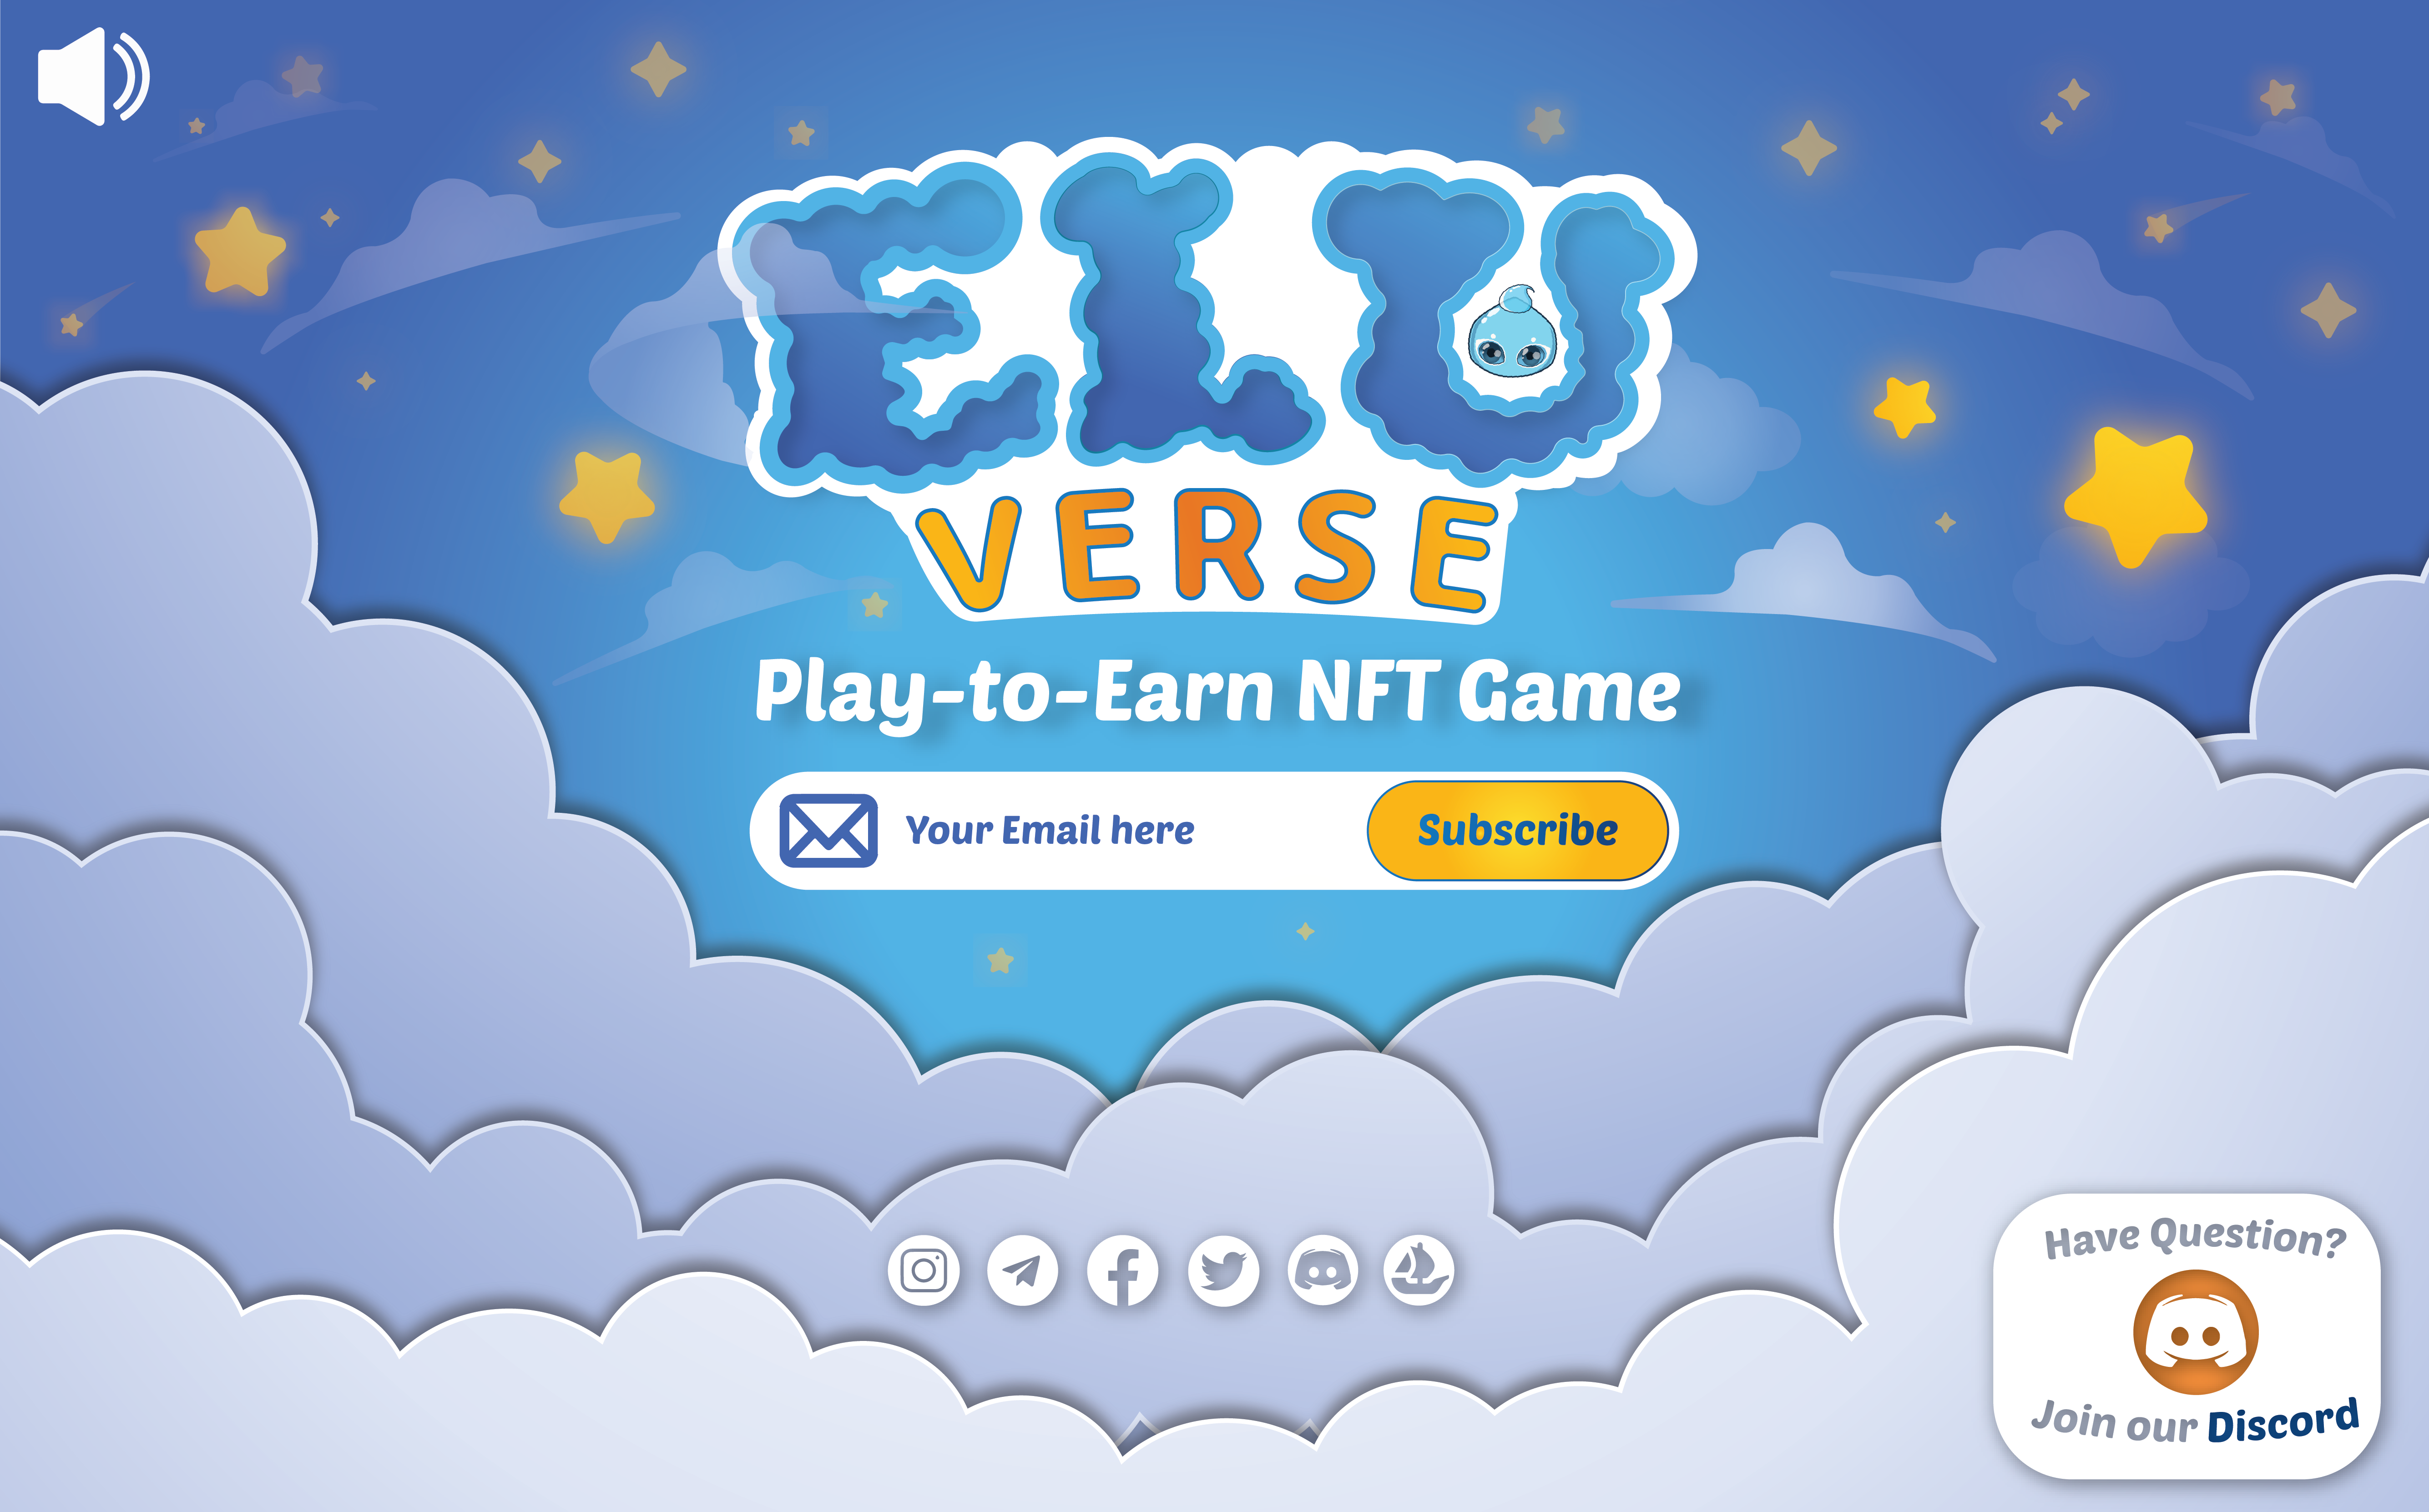 ELU
VERSE
Play-to-Earn NFT Game
Your Email here
Subscribe
Have Question?
Join our Discord